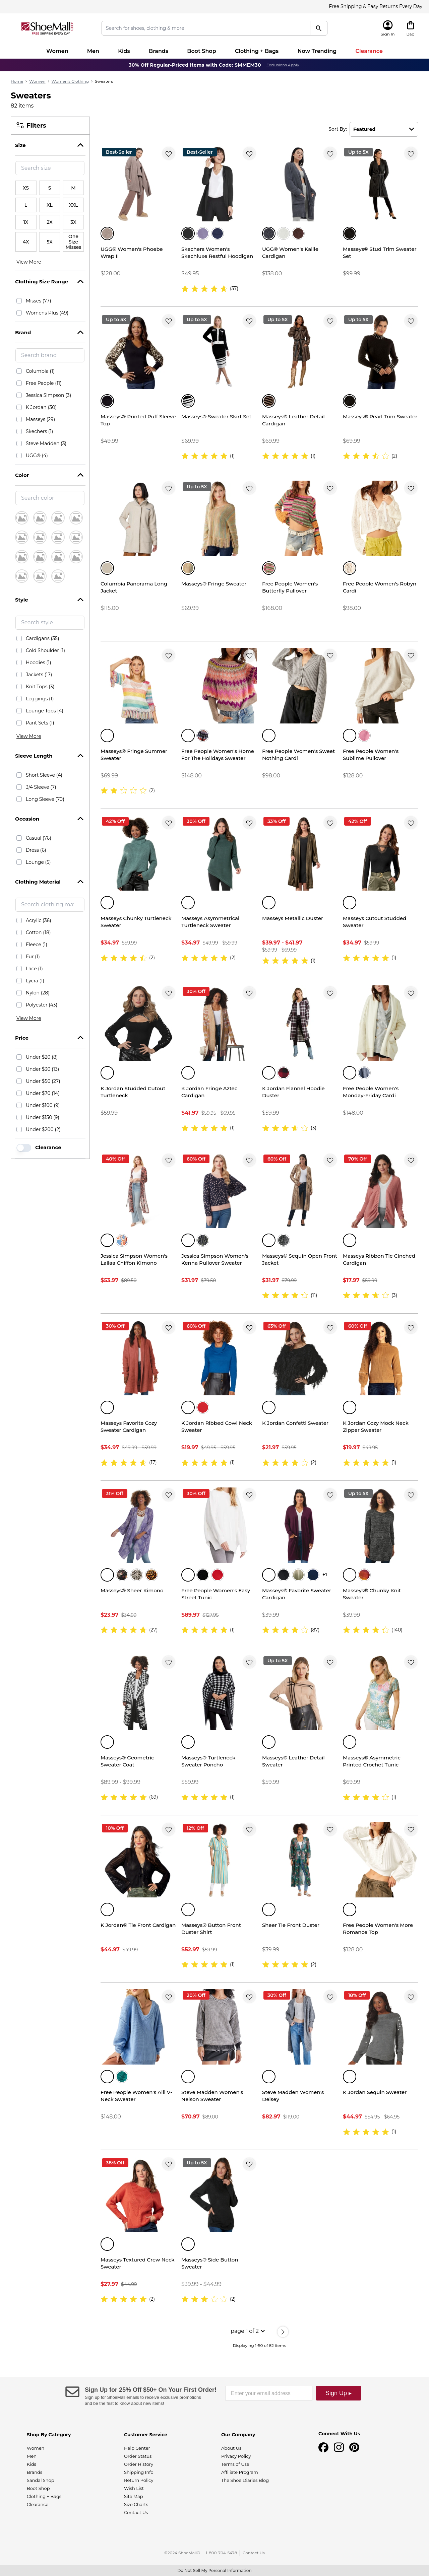 Free Shipping & Easy Returns Every Day
ShoeMall
FREE SHIPPING EVERY DAY
Search for shoes, clothing & more
Sign In
Bag
Women Men Kids Brands Boot Shop Clothing + Bags Now Trending Clearance
30% Off Regular-Priced Items with Code: SMMEM30 Exclusions Apply.
Home > Women > Women's Clothing > Sweaters
Sweaters
82 items
Filters
Size
Search size
XS S M
L XL XXL
1X 2X 3X
4X 5X One Size Misses
View More
Clothing Size Range
Misses (77)
Womens Plus (49)
Brand
Search brand
Columbia (1)
Free People (11)
Jessica Simpson (3)
K Jordan (30)
Masseys (29)
Skechers (1)
Steve Madden (3)
UGG® (4)
Color
Search color
Style
Search style
Cardigans (35)
Cold Shoulder (1)
Hoodies (1)
Jackets (17)
Knit Tops (3)
Leggings (1)
Lounge Tops (4)
Pant Sets (1)
View More
Sleeve Length
Short Sleeve (4)
3/4 Sleeve (7)
Long Sleeve (70)
Occasion
Casual (76)
Dress (6)
Lounge (5)
Clothing Material
Search clothing ma
Acrylic (36)
Cotton (18)
Fleece (1)
Fur (1)
Lace (1)
Lycra (1)
Nylon (28)
Polyester (43)
View More
Price
Under $20 (8)
Under $30 (13)
Under $50 (27)
Under $70 (14)
Under $100 (9)
Under $150 (9)
Under $200 (2)
Clearance
Sort By: Featured
Best-Seller
UGG® Women's Phoebe Wrap II
$128.00
Best-Seller
Skechers Women's Skechluxe Restful Hoodigan
$49.95
(37)
UGG® Women's Kallie Cardigan
$138.00
Up to 5X
Masseys® Stud Trim Sweater Set
$99.99
Up to 5X
Masseys® Printed Puff Sleeve Top
$49.99
Up to 5X
Masseys® Sweater Skirt Set
$69.99
(1)
Up to 5X
Masseys® Leather Detail Cardigan
$69.99
(1)
Up to 5X
Masseys® Pearl Trim Sweater
$69.99
(2)
Columbia Panorama Long Jacket
$115.00
Up to 5X
Masseys® Fringe Sweater
$69.99
Free People Women's Butterfly Pullover
$168.00
Free People Women's Robyn Cardi
$98.00
Masseys® Fringe Summer Sweater
$69.99
(2)
Free People Women's Home For The Holidays Sweater
$148.00
Free People Women's Sweet Nothing Cardi
$98.00
Free People Women's Sublime Pullover
$128.00
42% Off
Masseys Chunky Turtleneck Sweater
$34.97 $59.99
(2)
30% Off
Masseys Asymmetrical Turtleneck Sweater
$34.97 $49.99 - $59.99
(2)
33% Off
Masseys Metallic Duster
$39.97 - $41.97
$59.99 - $69.99
(1)
42% Off
Masseys Cutout Studded Sweater
$34.97 $59.99
(1)
K Jordan Studded Cutout Turtleneck
$59.99
30% Off
K Jordan Fringe Aztec Cardigan
$41.97 $59.95 - $69.95
(1)
K Jordan Flannel Hoodie Duster
$59.99
(3)
Free People Women's Monday-Friday Cardi
$148.00
40% Off
Jessica Simpson Women's Lailaa Chiffon Kimono
$53.97 $89.50
60% Off
Jessica Simpson Women's Kenna Pullover Sweater
$31.97 $79.50
60% Off
Masseys® Sequin Open Front Jacket
$31.97 $79.99
(11)
70% Off
Masseys Ribbon Tie Cinched Cardigan
$17.97 $59.99
(3)
30% Off
Masseys Favorite Cozy Sweater Cardigan
$34.97 $49.99 - $59.99
(17)
60% Off
K Jordan Ribbed Cowl Neck Sweater
$19.97 $49.95 - $59.95
(1)
63% Off
K Jordan Confetti Sweater
$21.97 $59.95
(2)
60% Off
K Jordan Cozy Mock Neck Zipper Sweater
$19.97 $49.95
(1)
31% Off
Masseys® Sheer Kimono
$23.97 $34.99
(27)
30% Off
Free People Women's Easy Street Tunic
$89.97 $127.95
(1)
+1
Masseys® Favorite Sweater Cardigan
$39.99
(87)
Up to 5X
Masseys® Chunky Knit Sweater
$39.99
(140)
Masseys® Geometric Sweater Coat
$89.99 - $99.99
(69)
Masseys® Turtleneck Sweater Poncho
$59.99
(1)
Up to 5X
Masseys® Leather Detail Sweater
$59.99
Masseys® Asymmetric Printed Crochet Tunic
$69.99
(1)
10% Off
K Jordan® Tie Front Cardigan
$44.97 $49.99
12% Off
Masseys® Button Front Duster Shirt
$52.97 $59.99
(1)
Sheer Tie Front Duster
$39.99
(2)
Free People Women's More Romance Top
$128.00
Free People Women's Alli V-Neck Sweater
$148.00
20% Off
Steve Madden Women's Nelson Sweater
$70.97 $89.00
30% Off
Steve Madden Women's Delsey
$82.97 $119.00
18% Off
K Jordan Sequin Sweater
$44.97 $54.95 - $64.95
(1)
38% Off
Masseys Textured Crew Neck Sweater
$27.97 $44.99
(2)
Up to 5X
Masseys® Side Button Sweater
$39.99 - $44.99
(2)
page 1 of 2
Displaying 1-50 of 82 items
Sign Up for 25% Off $50+ On Your First Order!
Sign up for ShoeMall emails to receive exclusive promotions
and be the first to know about new items!
Enter your email address
Sign Up ▸
Shop By Category
Women
Men
Kids
Brands
Sandal Shop
Boot Shop
Clothing + Bags
Clearance
Customer Service
Help Center
Order Status
Order History
Shipping Info
Return Policy
Wish List
Site Map
Size Charts
Contact Us
Our Company
About Us
Privacy Policy
Terms of Use
Affiliate Program
The Shoe Diaries Blog
Connect With Us
©2024 ShoeMall® | 1-800-704-5478 | Contact Us
Do Not Sell My Personal Information